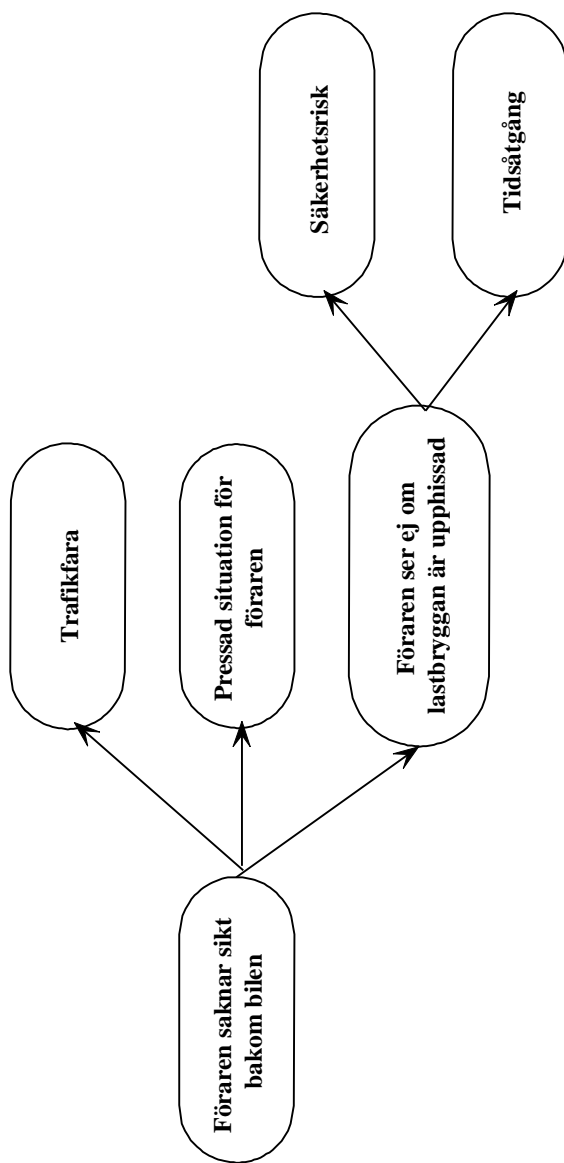 Föraren saknar sikt
bakom bilen
Trafikfara
Pressad situation för
föraren
Föraren ser ej om
lastbryggan är upphissad
Säkerhetsrisk
Tidsåtgång